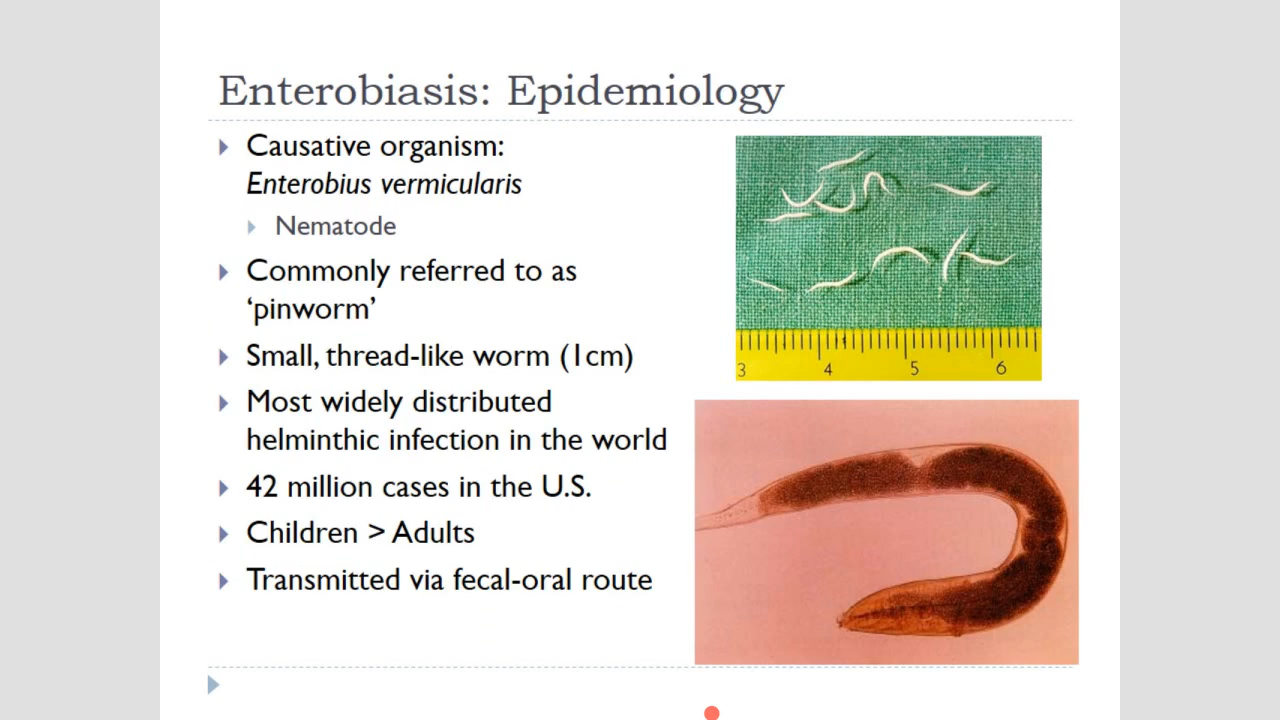 Enterobiasis: Epidemiology
Causative organism:
Enterobius vermicularis
Nematode
Commonly referred to as
‘pinworm’
Small, thread-like worm (1cm)
Most widely distributed
helminthic infection in the world
42 million cases in the U.S.
Children > Adults
Transmitted via fecal-oral route
3 4 5 6